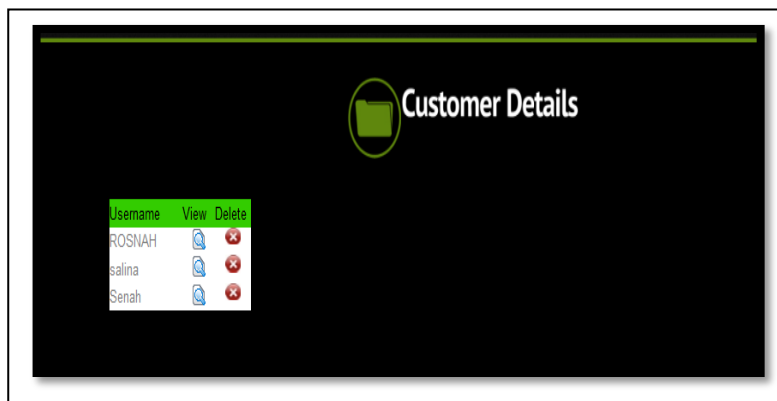 Customer Details
Username View Delete
ROSNAH
salina
Senah